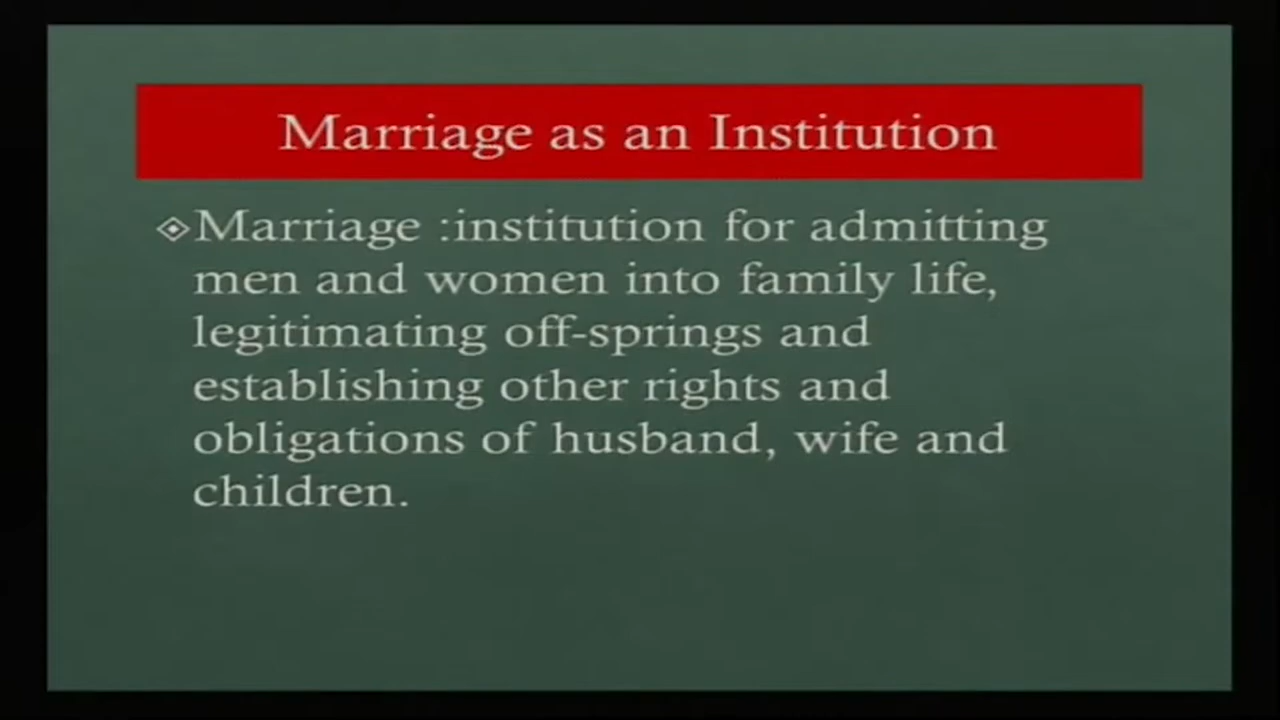 Marriage as an Institution
Marriage :institution for admitting
men and women into family life,
legitimating off-springs and
establishing other rights and
obligations of husband, wife and
children.